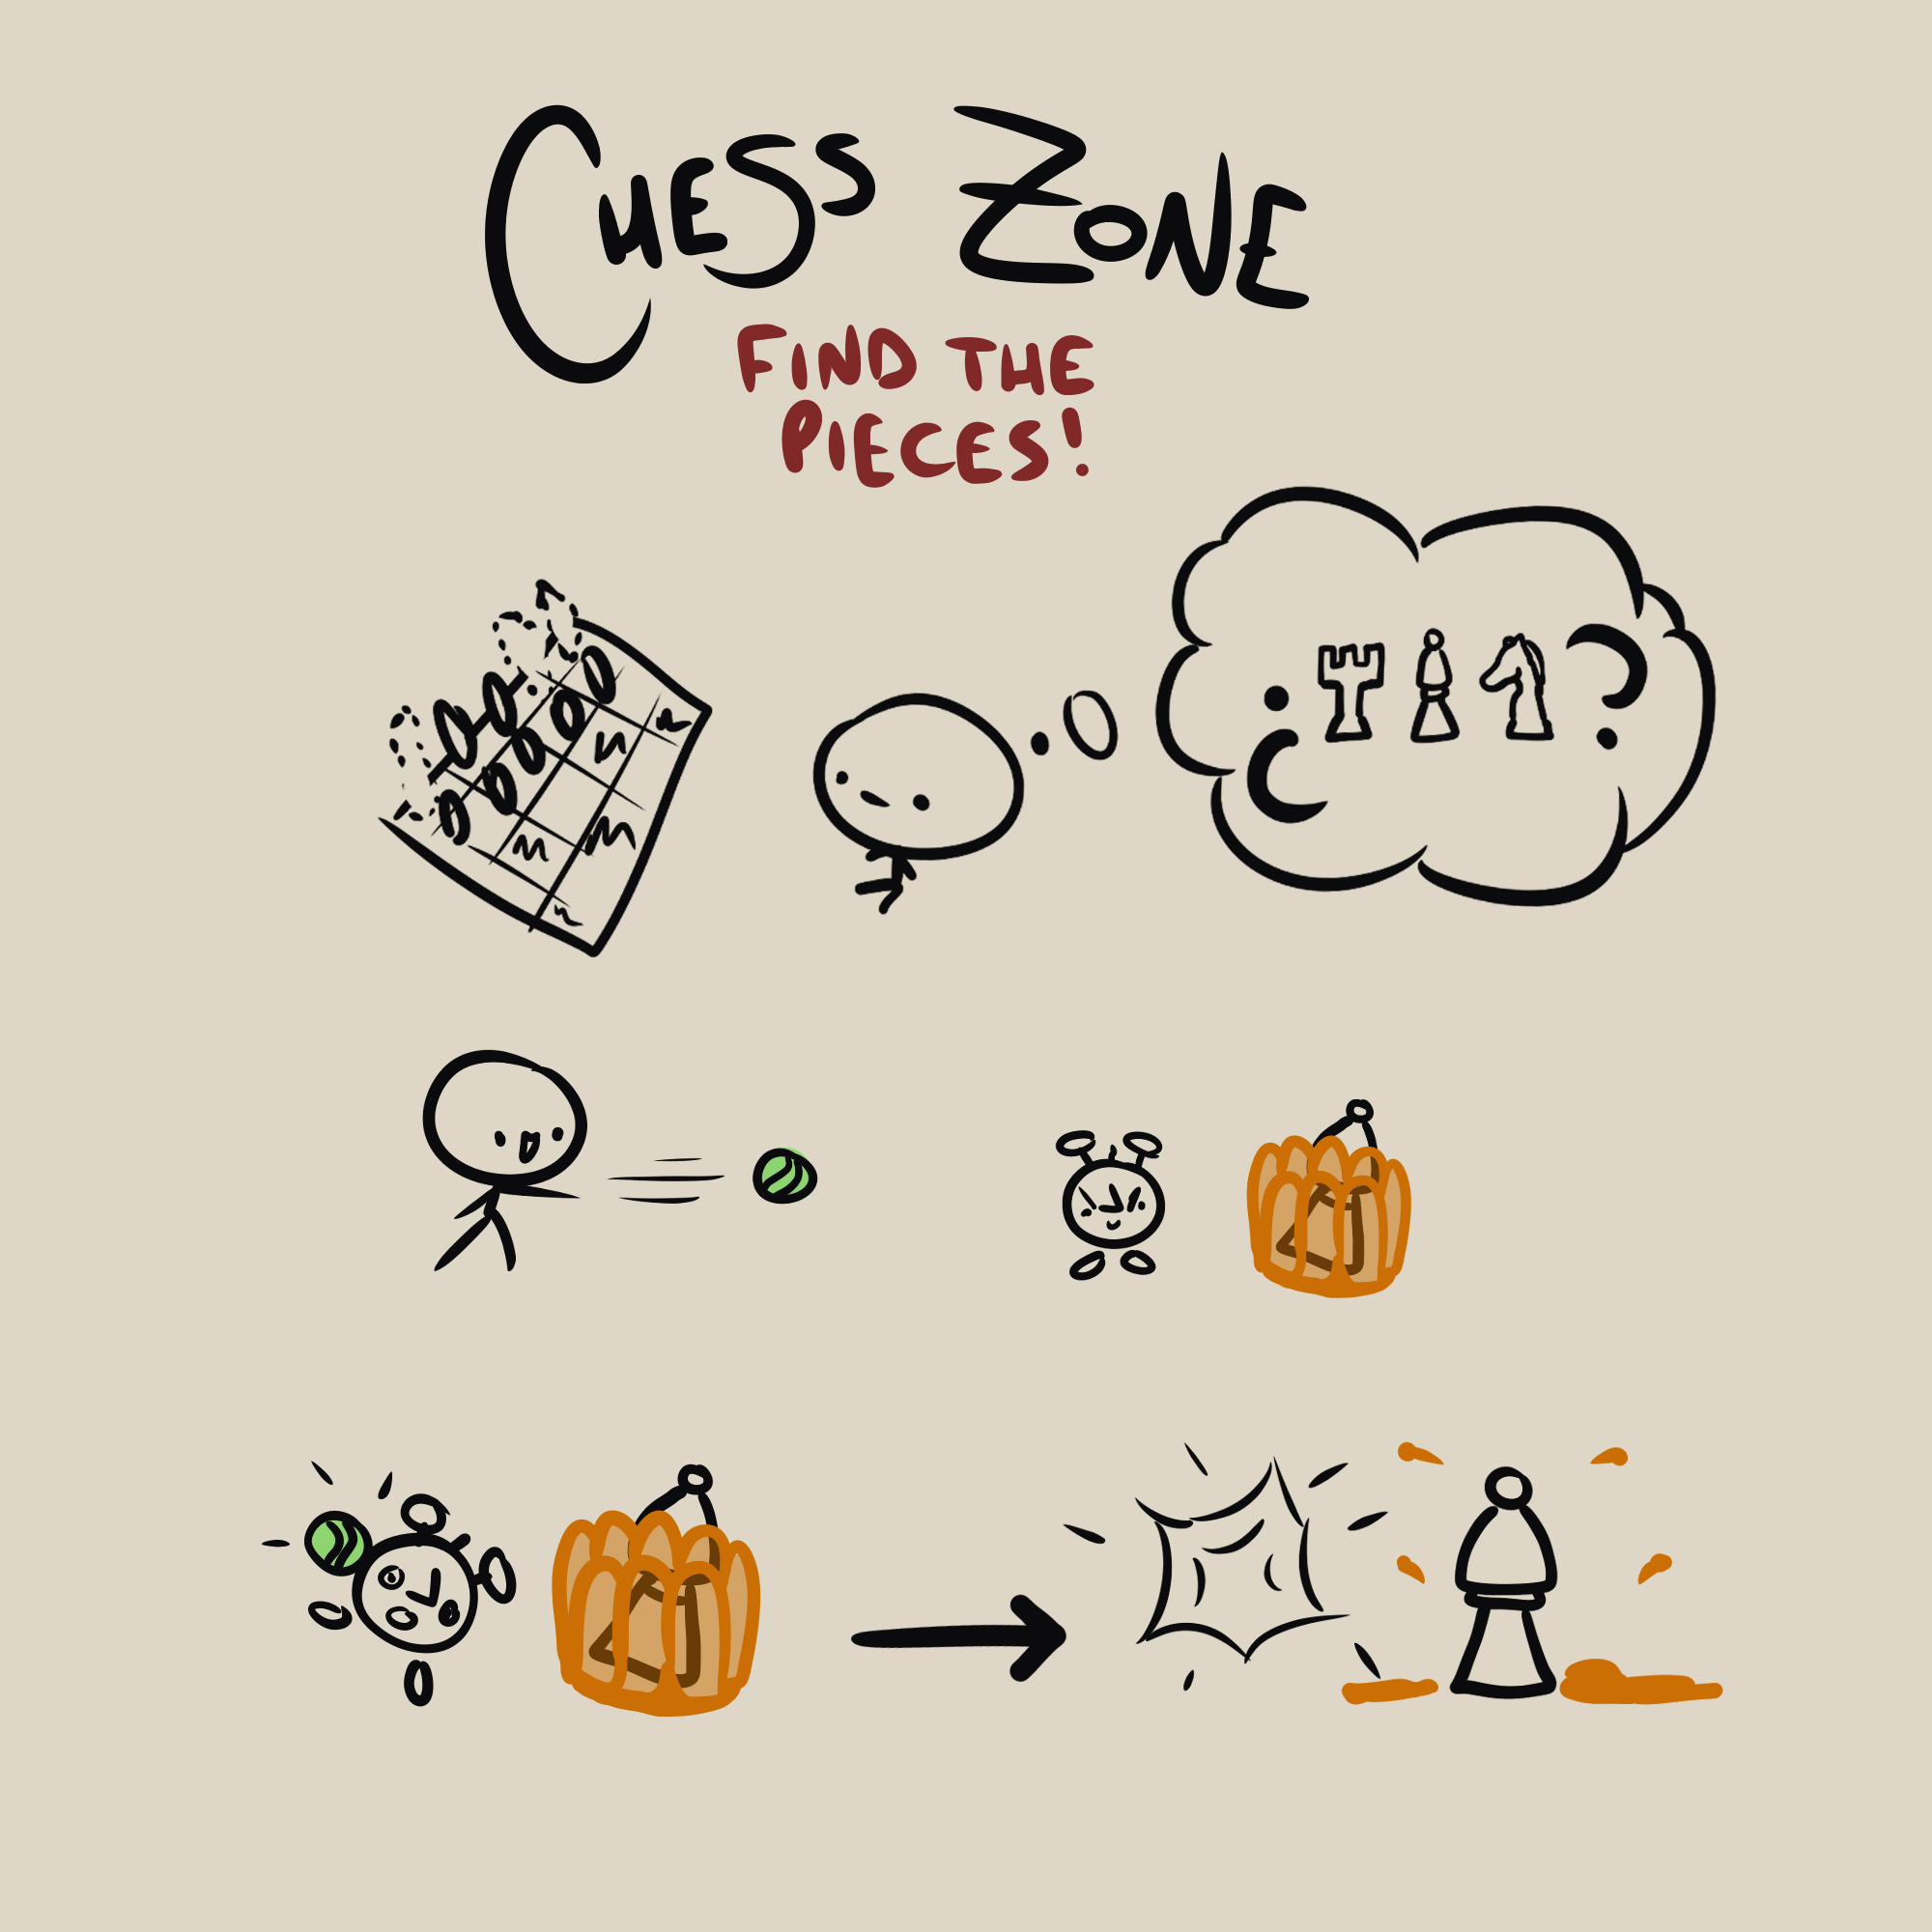 CHESS ZONE
FIND THE
PIECES!
¿ ?